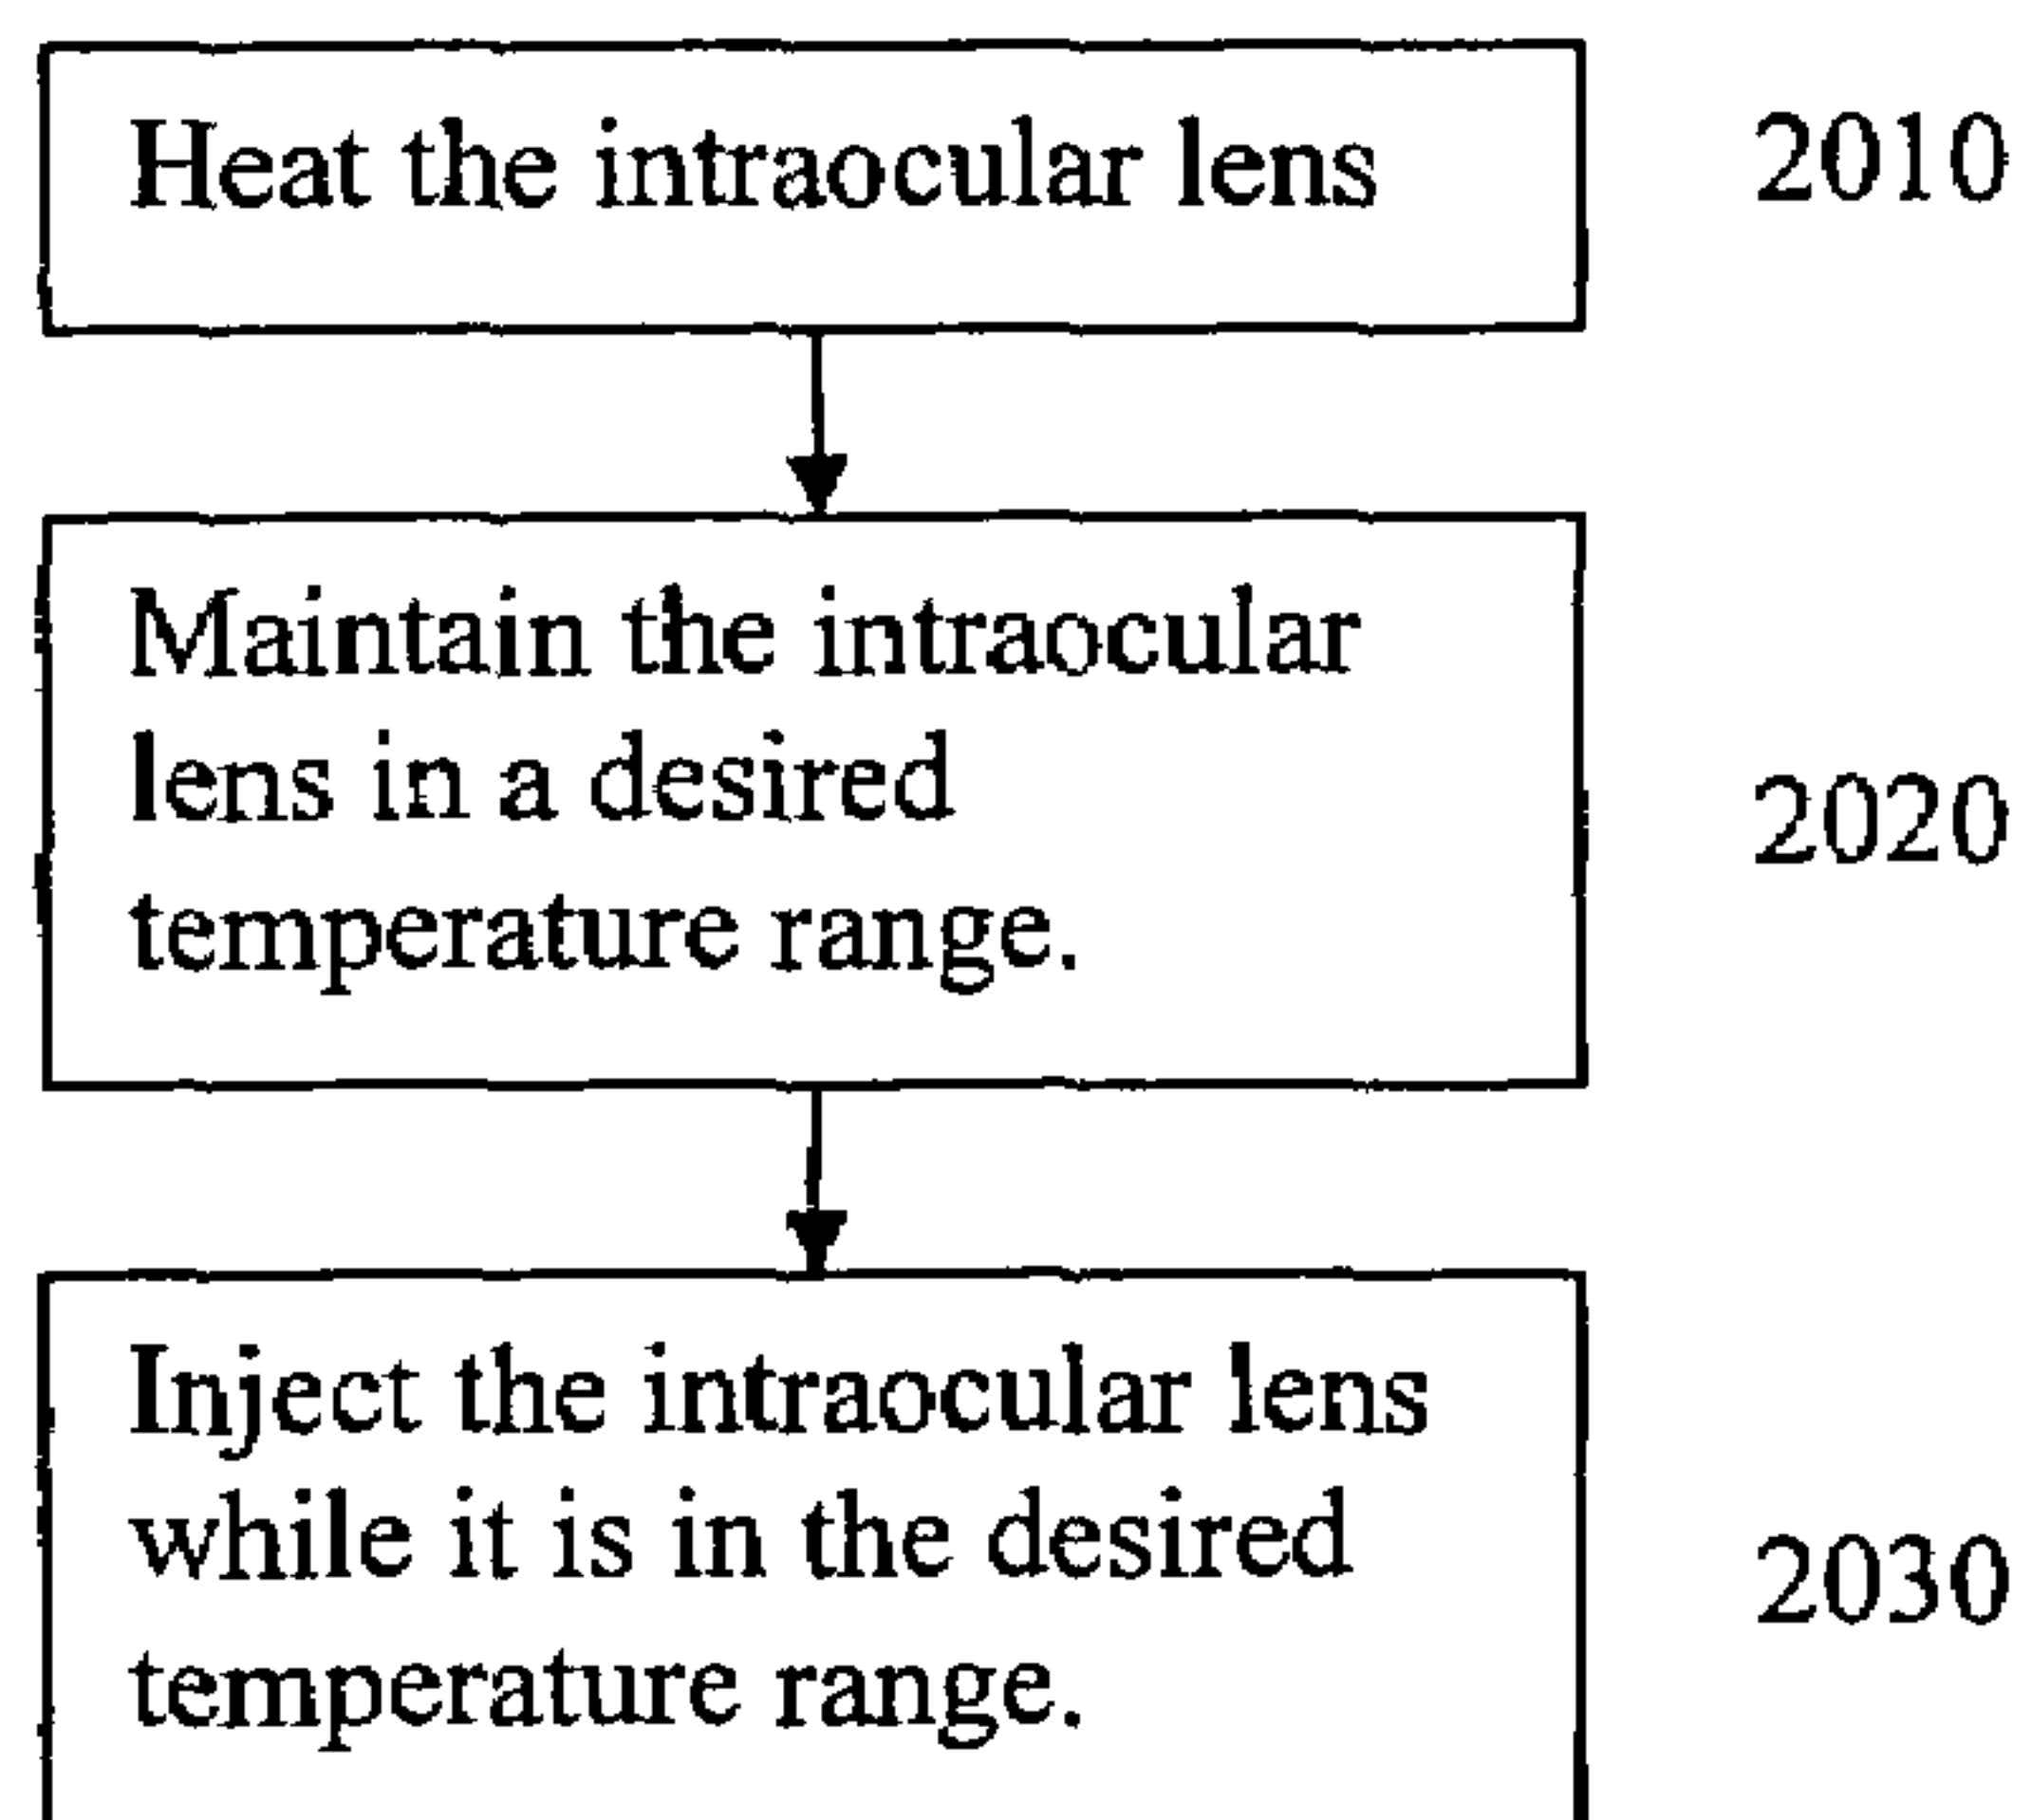 Heat the intraocular lens
2010
Maintain the intraocular
lens in a desired
2020
temperature range.
Inject the intraocular lens
while it is in the desired
2030
temperature range.